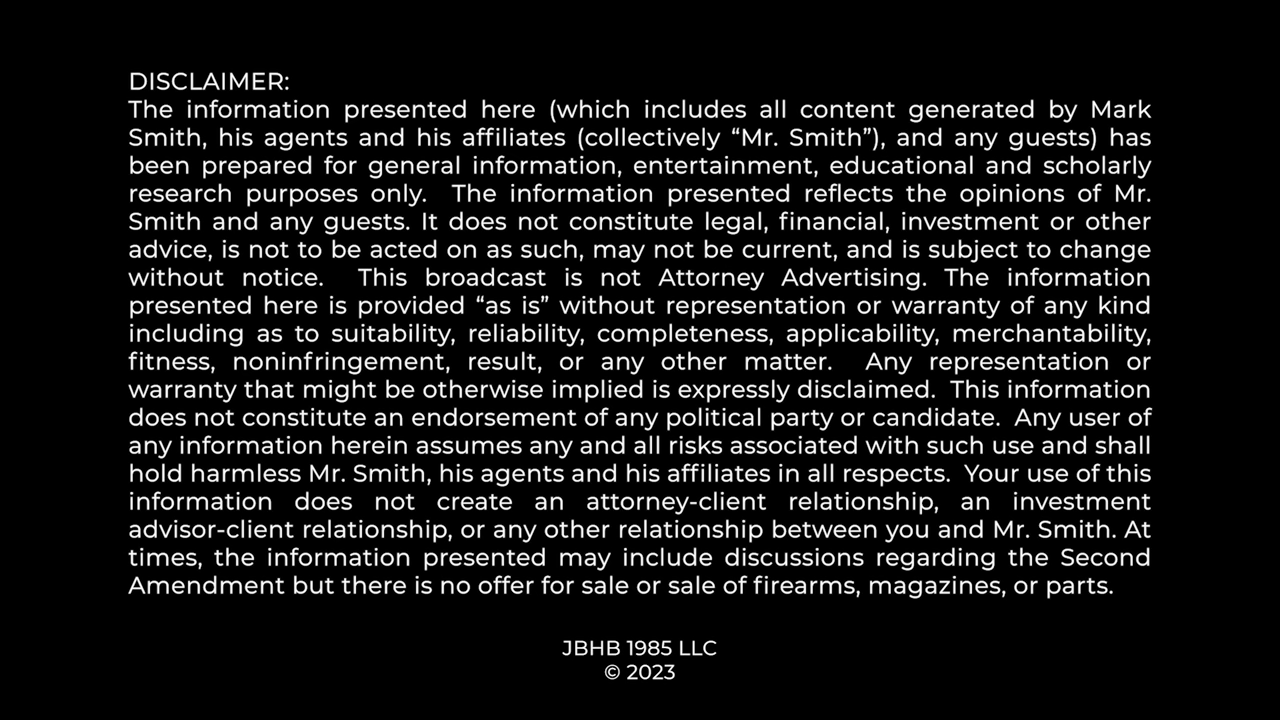 DISCLAIMER:
The information presented here (which includes all content generated by Mark
Smith, his agents and his affiliates (collectively “Mr. Smith”), and any guests) has
been prepared for general information, entertainment, educational and scholarly
research purposes only.  The information presented reflects the opinions of Mr.
Smith and any guests. It does not constitute legal, financial, investment or other
advice, is not to be acted on as such, may not be current, and is subject to change
without notice.  This broadcast is not Attorney Advertising. The information
presented here is provided “as is” without representation or warranty of any kind
including as to suitability, reliability, completeness, applicability, merchantability,
fitness, noninfringement, result, or any other matter.  Any representation or
warranty that might be otherwise implied is expressly disclaimed.  This information
does not constitute an endorsement of any political party or candidate.  Any user of
any information herein assumes any and all risks associated with such use and shall
hold harmless Mr. Smith, his agents and his affiliates in all respects.  Your use of this
information does not create an attorney-client relationship, an investment
advisor-client relationship, or any other relationship between you and Mr. Smith. At
times, the information presented may include discussions regarding the Second
Amendment but there is no offer for sale or sale of firearms, magazines, or parts.
JBHB 1985 LLC
© 2023